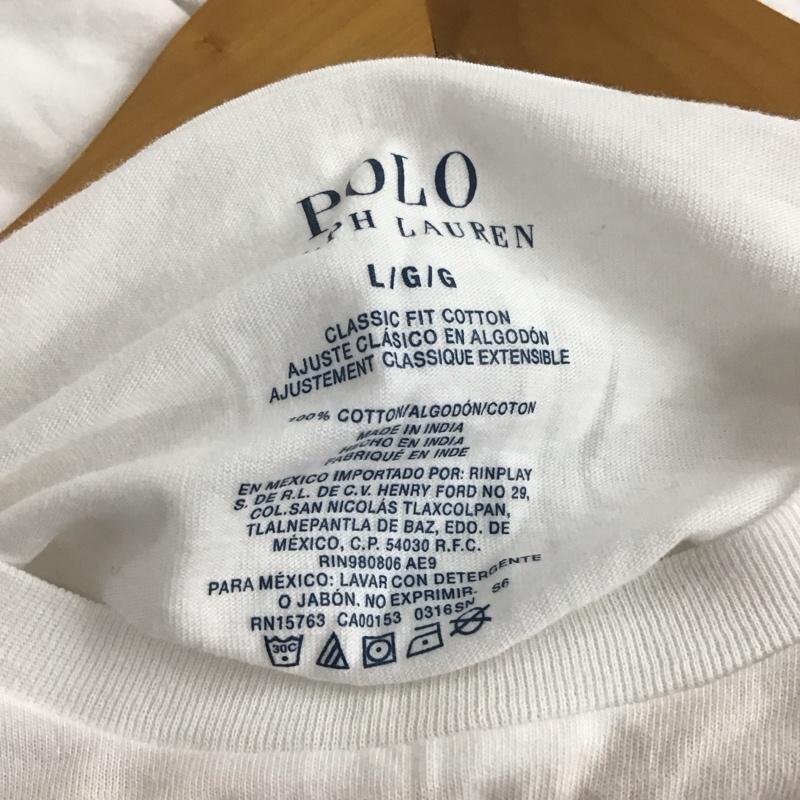 POLO
RALPH LAUREN
L/G/G
CLASSIC FIT COTTON
AJUSTE CLÁSICO EN ALGODÓN
AJUSTEMENT CLASSIQUE EXTENSIBLE
100% COTTON/ALGODÓN/COTON
MADE IN INDIA
HECHO EN INDIA
FABRIQUÉ EN INDE
EN MEXICO IMPORTADO POR: RINPLAY
S. DE R.L. DE C.V. HENRY FORD NO 29,
COL.SAN NICOLÁS TLAXCOLPAN,
TLALNEPANTLA DE BAZ, EDO. DE
MÉXICO, C.P. 54030 R.F.C.
RIN980806 AE9
PARA MÉXICO: LAVAR CON DETERGENTE
O JABÓN. NO EXPRIMIR. S6
RN15763 CA00153 0316SN
30C